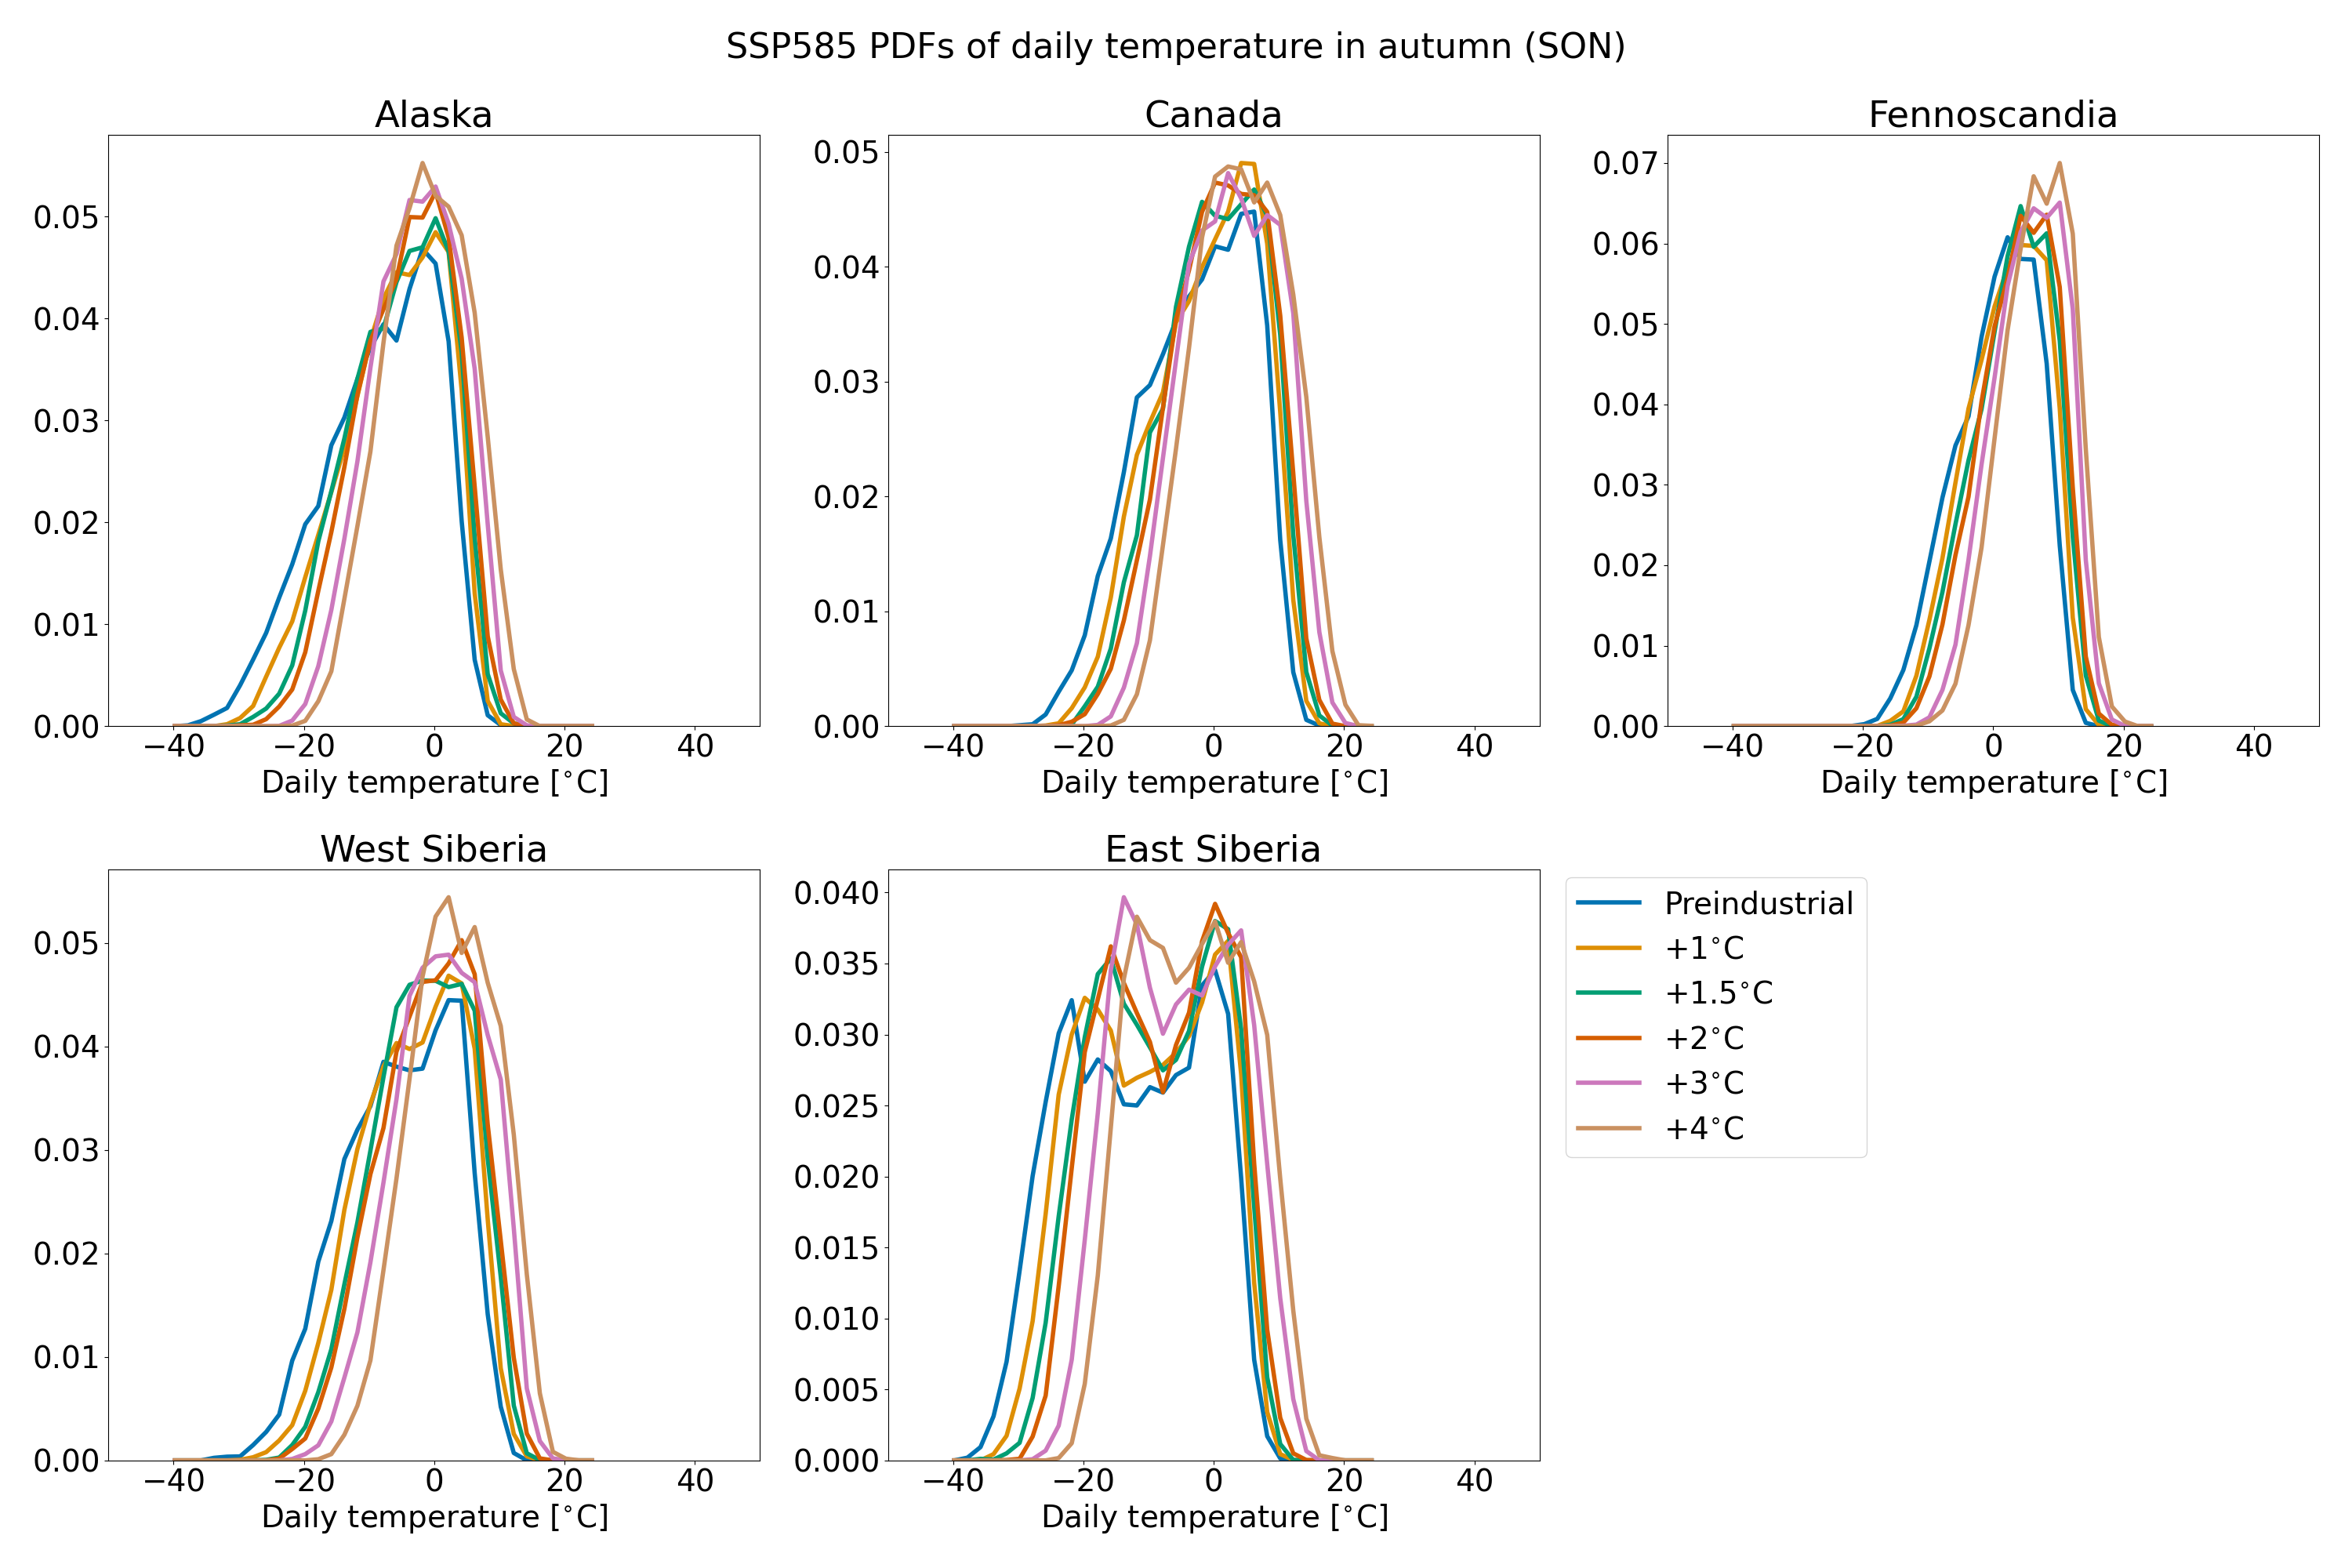 SSP585 PDFs of daily temperature in autumn (SON)
Alaska
0.05
0.04
0.03
0.02
0.01
0.00
−40 −20 0 20 40
Daily temperature [°C]
Canada
0.05
0.04
0.03
0.02
0.01
0.00
−40 −20 0 20 40
Daily temperature [°C]
Fennoscandia
0.07
0.06
0.05
0.04
0.03
0.02
0.01
0.00
−40 −20 0 20 40
Daily temperature [°C]
West Siberia
0.05
0.04
0.03
0.02
0.01
0.00
−40 −20 0 20 40
Daily temperature [°C]
East Siberia
0.040
0.035
0.030
0.025
0.020
0.015
0.010
0.005
0.000
−40 −20 0 20 40
Daily temperature [°C]
Preindustrial
+1°C
+1.5°C
+2°C
+3°C
+4°C